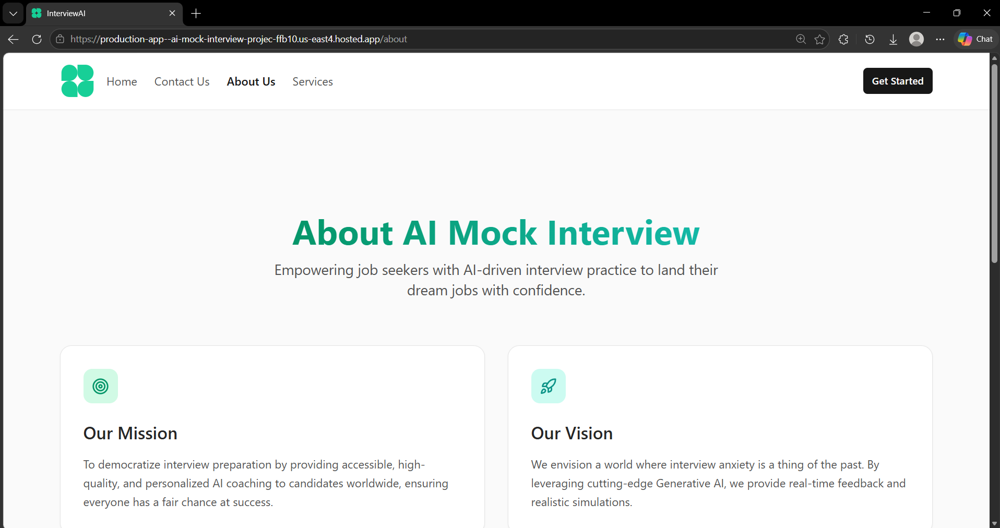 InterviewAI
https://production-app--ai-mock-interview-projec-ffb10.us-east4.hosted.app/about
Chat
Home Contact Us About Us Services
Get Started
About AI Mock Interview
Empowering job seekers with AI-driven interview practice to land their
dream jobs with confidence.
Our Mission
To democratize interview preparation by providing accessible, high-
quality, and personalized AI coaching to candidates worldwide, ensuring
everyone has a fair chance at success.
Our Vision
We envision a world where interview anxiety is a thing of the past. By
leveraging cutting-edge Generative AI, we provide real-time feedback and
realistic simulations.